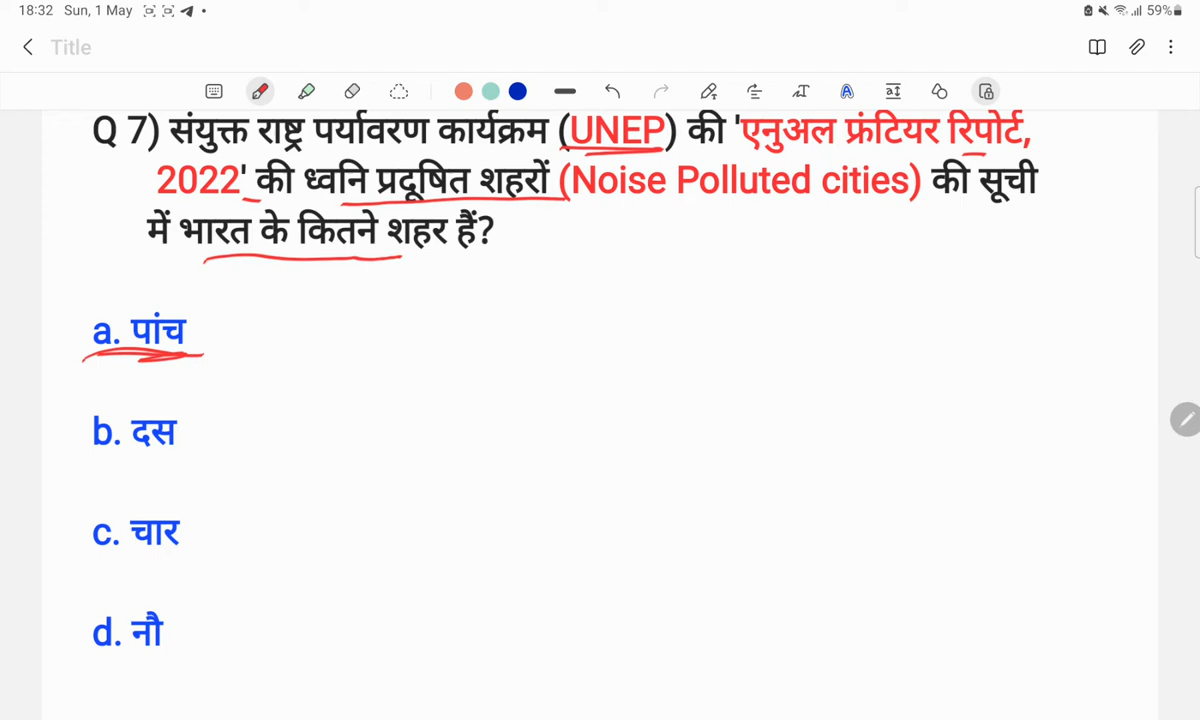 18:32 Sun, 1 May 59%
Title
Q 7) संयुक्त राष्ट्र पर्यावरण कार्यक्रम (UNEP) की 'एनुअल फ्रंटियर रिपोर्ट,
2022' की ध्वनि प्रदूषित शहरों (Noise Polluted cities) की सूची
में भारत के कितने शहर हैं?
a. पांच
b. दस
c. चार
d. नौ